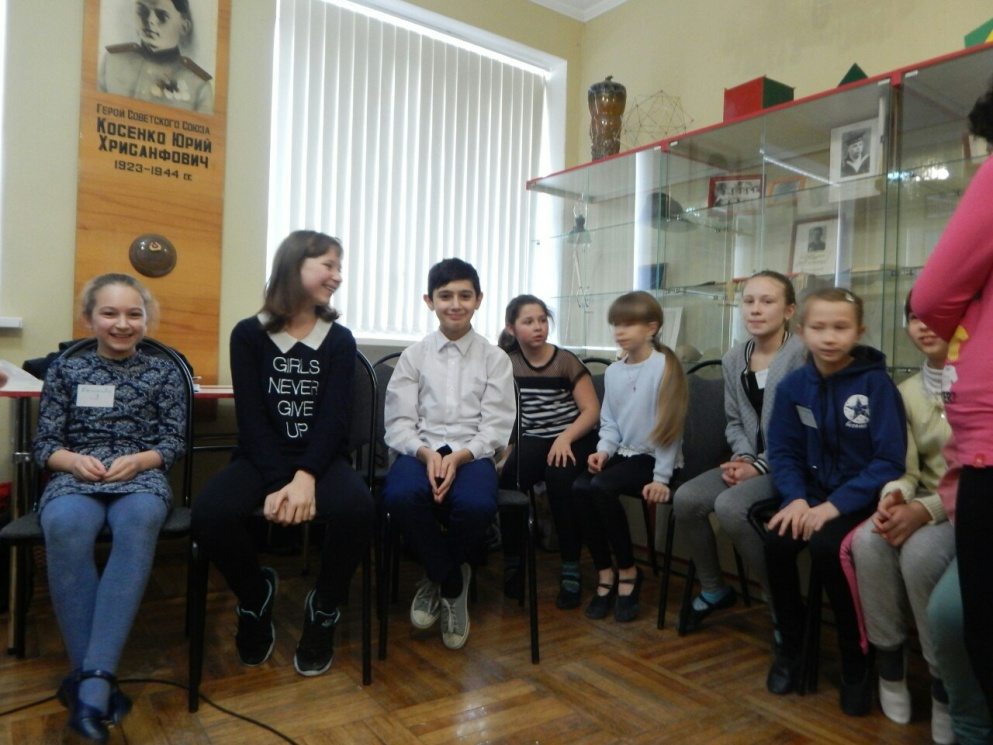 Герой Советского Союза
Косенко Юрий
Хрисанфович
1923-1944 гг.
GIRLS
NEVER
GIVE
UP